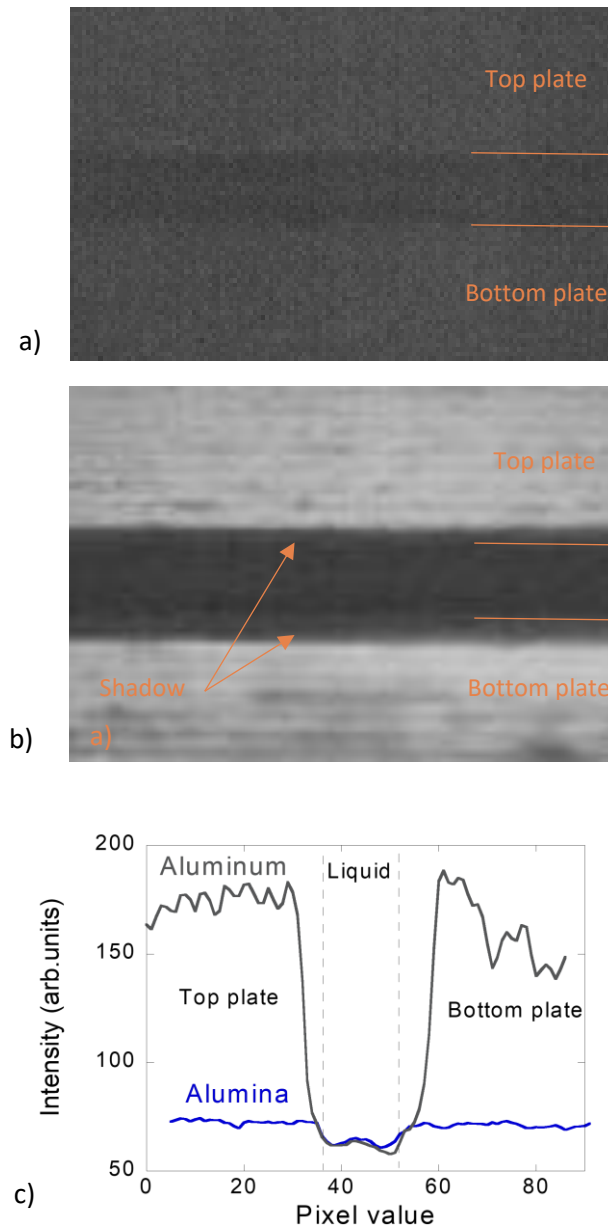 Top plate
Bottom plate
a)
Top plate
Shadow
Bottom plate
b)
a)
200
Aluminum
Liquid
150
Top plate
Bottom plate
Intensity (arb.units)
100
Alumina
50
0
20
40
60
80
Pixel value
c)